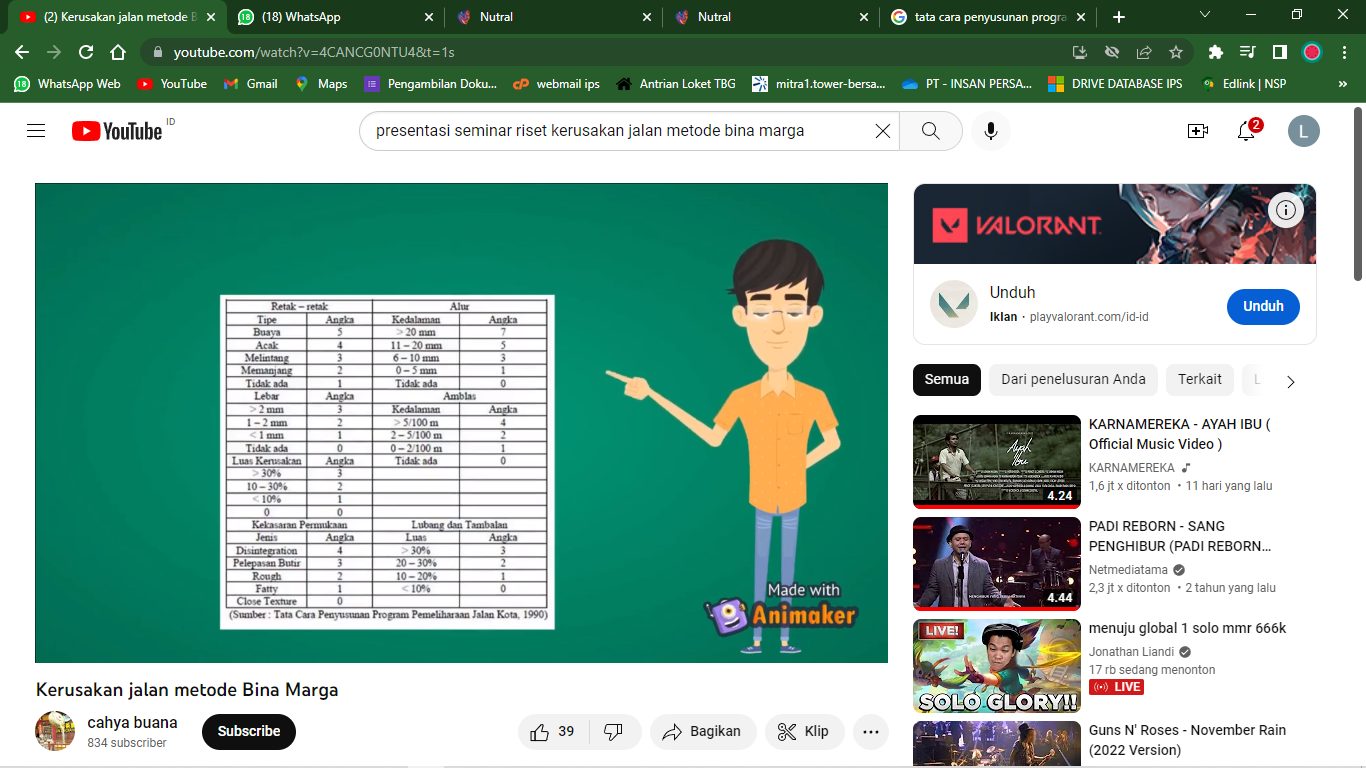 (2) Kerusakan jalan metode B
(18) WhatsApp
Nutral
Nutral
tata cara penyusunan progra
youtube.com/watch?v=4CANCG0NTU4&t=1s
WhatsApp Web YouTube Gmail Maps Pengambilan Doku... webmail ips Antrian Loket TBG mitra1.tower-bersa... PT - INSAN PERSA... DRIVE DATABASE IPS Edlink | NSP »
YouTube ID
presentasi seminar riset kerusakan jalan metode bina marga
2
L
Retak – retak Alur
Tipe Angka Kedalaman Angka
Buaya 5 > 20 mm 7
Acak 4 11 – 20 mm 5
Melintang 3 6 – 10 mm 3
Memanjang 2 0 – 5 mm 1
Tidak ada 1 Tidak ada 0
Lebar Angka Amblas
> 2 mm 3 Kedalaman Angka
1 – 2 mm 2 > 5/100 m 4
< 1 mm 1 2 – 5/100 m 2
Tidak ada 0 0 – 2/100 m 1
Luas Kerusakan Angka Tidak ada 0
> 30% 3
10 – 30% 2
< 10% 1
0 0
Kekasaran Permukaan Lubang dan Tambalan
Jenis Angka Luas Angka
Disintegration 4 > 30% 3
Pelepasan Butir 3 20 – 30% 2
Rough 2 10 – 20% 1
Fatty 1 < 10% 0
Close Texture 0
(Sumber : Tata Cara Penyusunan Program Pemeliharaan Jalan Kota, 1990)
Made with
Animaker
Kerusakan jalan metode Bina Marga
cahya buana
834 subscriber
Subscribe
39
Bagikan
Klip
VALORANT
Unduh
Iklan · playvalorant.com/id-id
Unduh
Semua
Dari penelusuran Anda
Terkait
L
Ayah Ibu
4.24
KARNAMEREKA - AYAH IBU (
Official Music Video )
KARNAMEREKA
1,6 jt x ditonton • 11 hari yang lalu
4.44
PADI REBORN - SANG
PENGHIBUR (PADI REBORN...
Netmediatama
2,3 jt x ditonton • 2 tahun yang lalu
LIVE!
SOLO GLORY!!
menuju global 1 solo mmr 666k
Jonathan Liandi
17 rb sedang menonton
LIVE
Guns N' Roses - November Rain
(2022 Version)